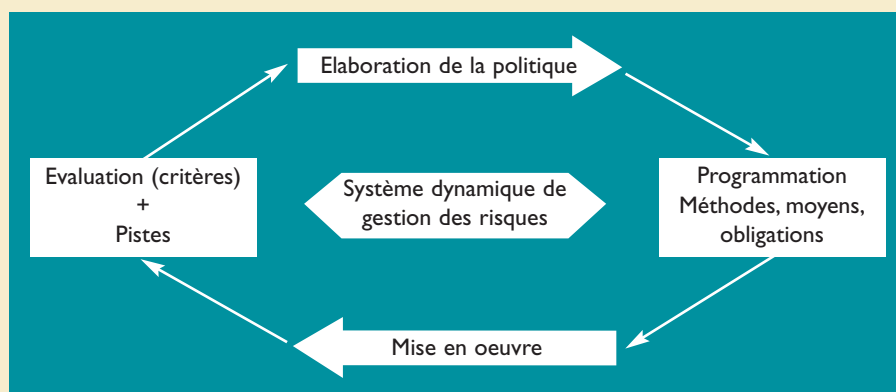 Elaboration de la politique
Evaluation (critères)
+
Pistes
Système dynamique de
gestion des risques
Programmation
Méthodes, moyens,
obligations
Mise en oeuvre